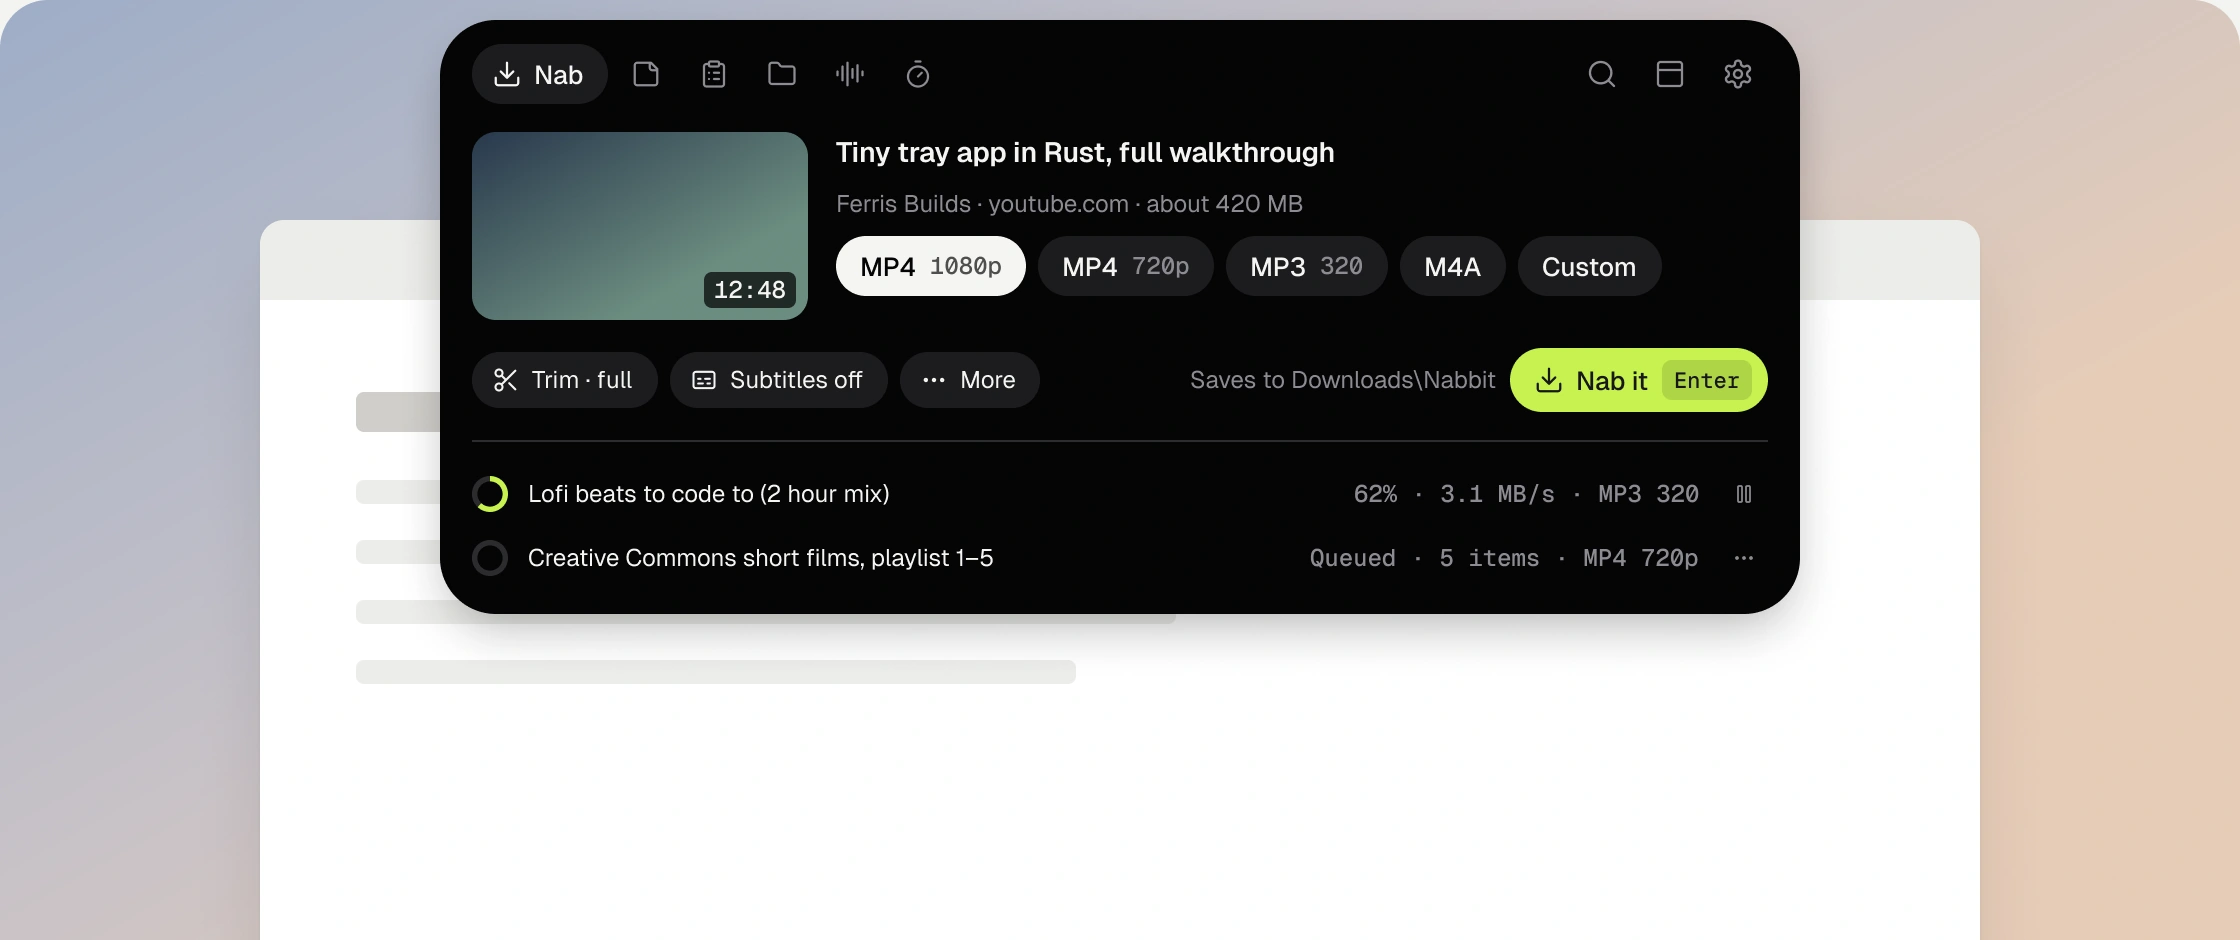 Nab
Tiny tray app in Rust, full walkthrough
Ferris Builds · youtube.com · about 420 MB
12:48
MP4 1080p MP4 720p MP3 320 M4A Custom
Trim · full Subtitles off More Saves to Downloads\Nabbit Nab it Enter
Lofi beats to code to (2 hour mix) 62% · 3.1 MB/s · MP3 320
Creative Commons short films, playlist 1–5 Queued · 5 items · MP4 720p